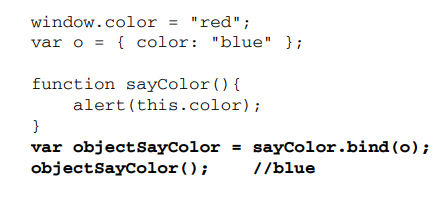 window.color = "red";
var o = { color: "blue" };
function sayColor(){
    alert(this.color);
}
var objectSayColor = sayColor.bind(o);
objectSayColor();    //blue